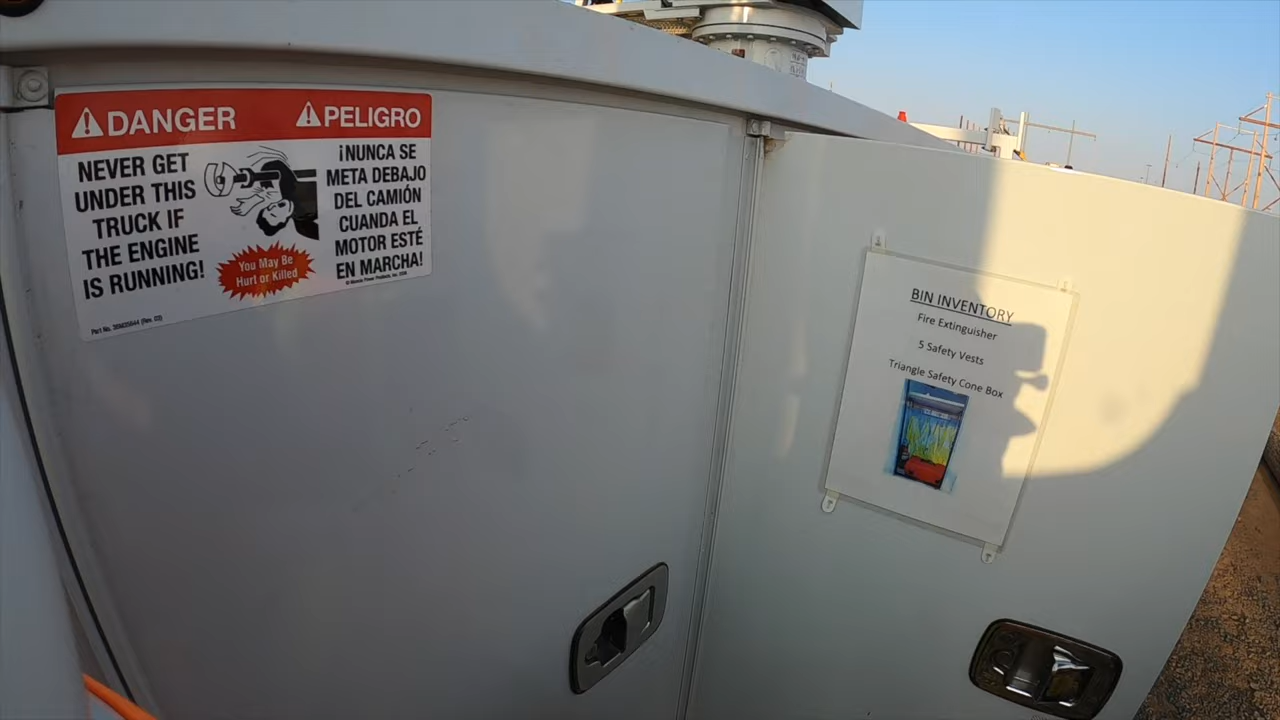 DANGER
PELIGRO
NEVER GET
UNDER THIS
TRUCK IF
THE ENGINE
IS RUNNING!
You May Be
Hurt or Killed
¡NUNCA SE
META DEBAJO
DEL CAMIÓN
CUANDA EL
MOTOR ESTÉ
EN MARCHA!
BIN INVENTORY
Fire Extinguisher
5 Safety Vests
Triangle Safety Cone Box